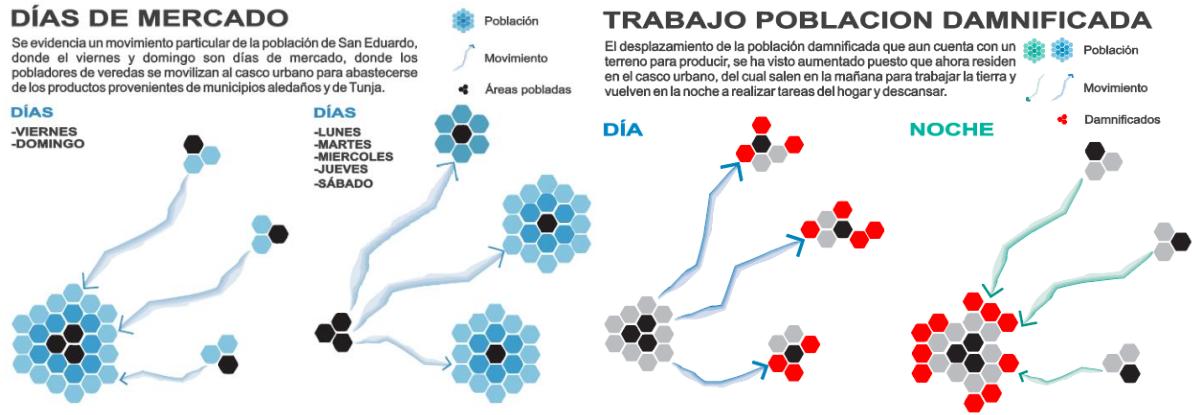 DÍAS DE MERCADO
Se evidencia un movimiento particular de la población de San Eduardo,
donde el viernes y domingo son días de mercado, donde los
pobladores de veredas se movilizan al casco urbano para abastecerse
de los productos provenientes de municipios aledaños y de Tunja.
Población
Movimiento
Áreas pobladas
DÍAS
-VIERNES
-DOMINGO
DÍAS
-LUNES
-MARTES
-MIERCOLES
-JUEVES
-SÁBADO
TRABAJO POBLACION DAMNIFICADA
El desplazamiento de la población damnificada que aun cuenta con un
terreno para producir, se ha visto aumentado puesto que ahora residen
en el casco urbano, del cual salen en la mañana para trabajar la tierra y
vuelven en la noche a realizar tareas del hogar y descansar.
Población
Movimiento
Damnificados
DÍA
NOCHE